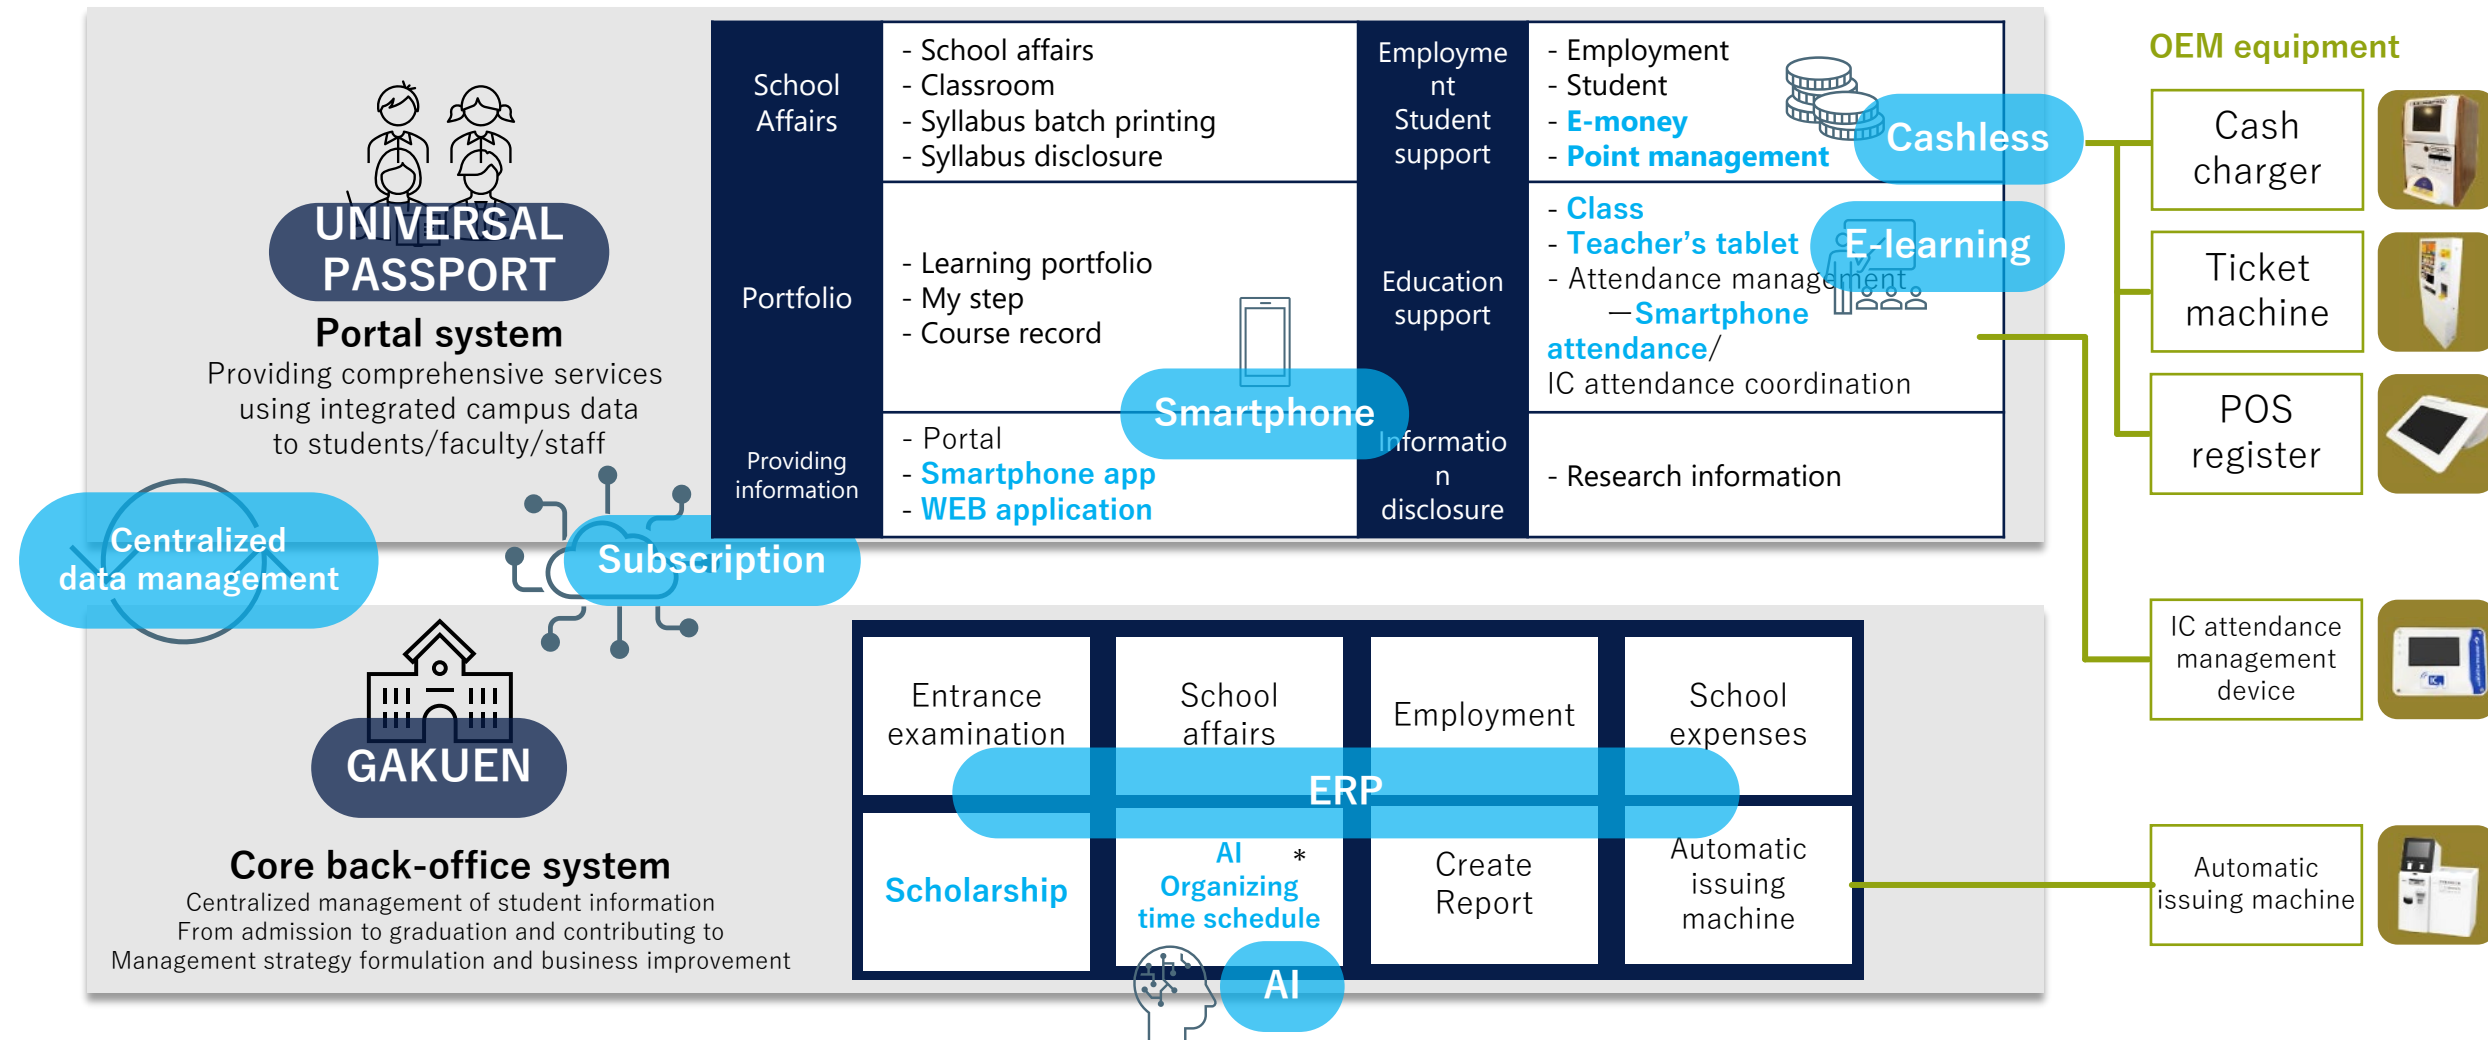 UNIVERSAL
PASSPORT
Portal system
Providing comprehensive services
using integrated campus data
to students/faculty/staff
School
Affairs
- School affairs
- Classroom
- Syllabus batch printing
- Syllabus disclosure
Employme
nt
Student
support
- Employment
- Student
- E-money
- Point management
Cashless
Portfolio
- Learning portfolio
- My step
- Course record
Smartphone
Education
support
- Class
- Teacher's tablet
- Attendance management
—Smartphone
attendance/
IC attendance coordination
E-learning
Providing
information
- Portal
- Smartphone app
- WEB application
Informatio
n
disclosure
- Research information
Centralized
data management
Subscription
GAKUEN
Core back-office system
Centralized management of student information
From admission to graduation and contributing to
Management strategy formulation and business improvement
Entrance
examination
School
affairs
Employment
School
expenses
ERP
Scholarship
AI *
Organizing
time schedule
Create
Report
Automatic
issuing
machine
AI
OEM equipment
Cash
charger
Ticket
machine
POS
register
IC attendance
management
device
Automatic
issuing machine